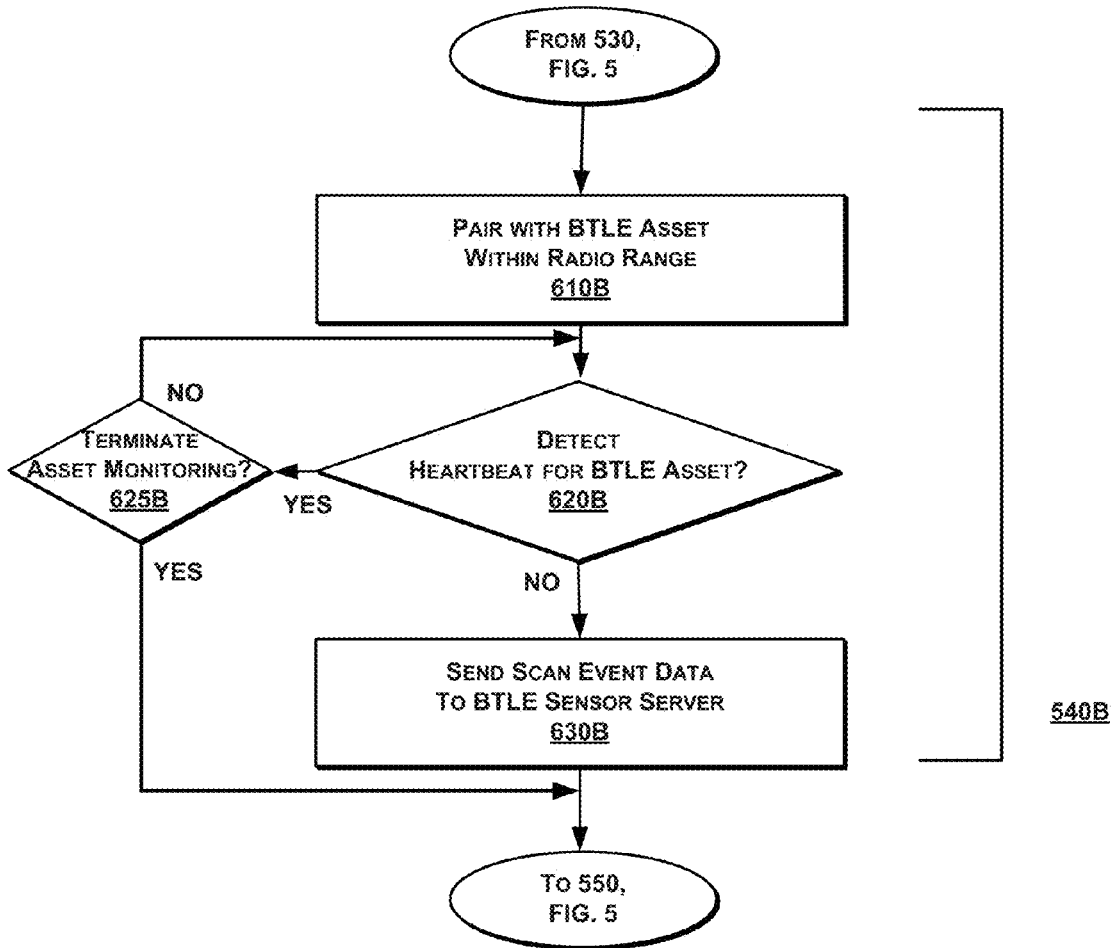 FROM 530,
FIG. 5
PAIR WITH BTLE ASSET
WITHIN RADIO RANGE
610B
NO
TERMINATE
ASSET MONITORING?
625B
YES
DETECT
HEARTBEAT FOR BTLE ASSET?
620B
YES
NO
SEND SCAN EVENT DATA
TO BTLE SENSOR SERVER
630B
540B
TO 550,
FIG. 5